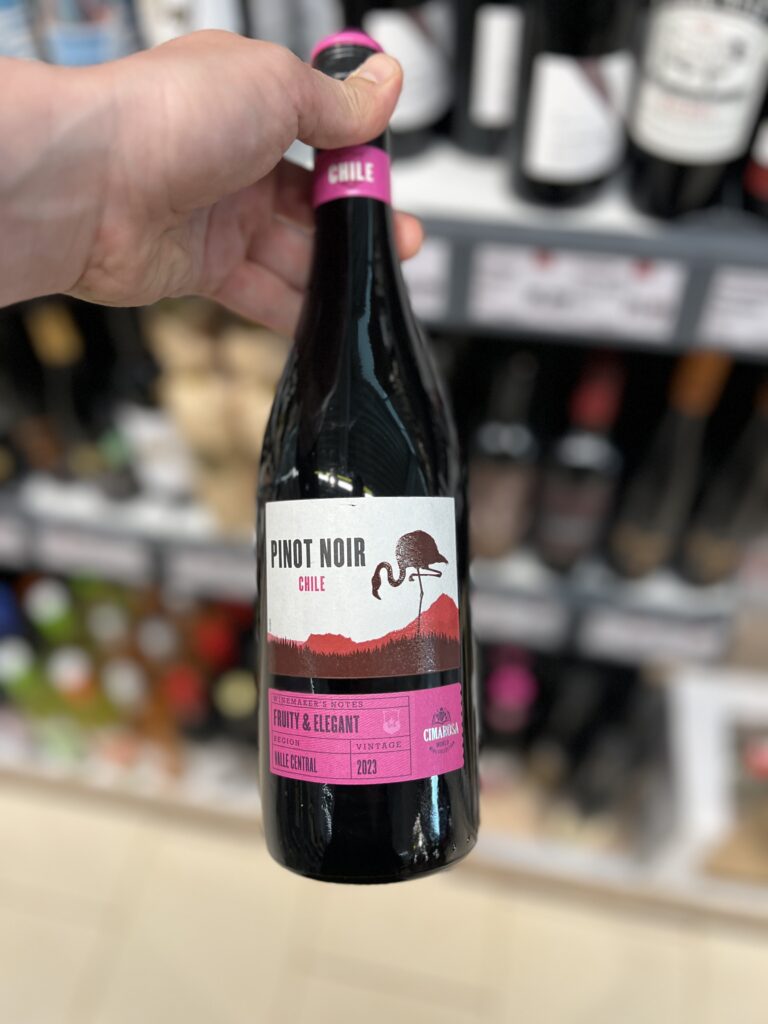 CHILE
PINOT NOIR
CHILE
WINEMAKER'S NOTES
FRUITY & ELEGANT
REGION
VINTAGE
VALLE CENTRAL
2023
CIMAROSA